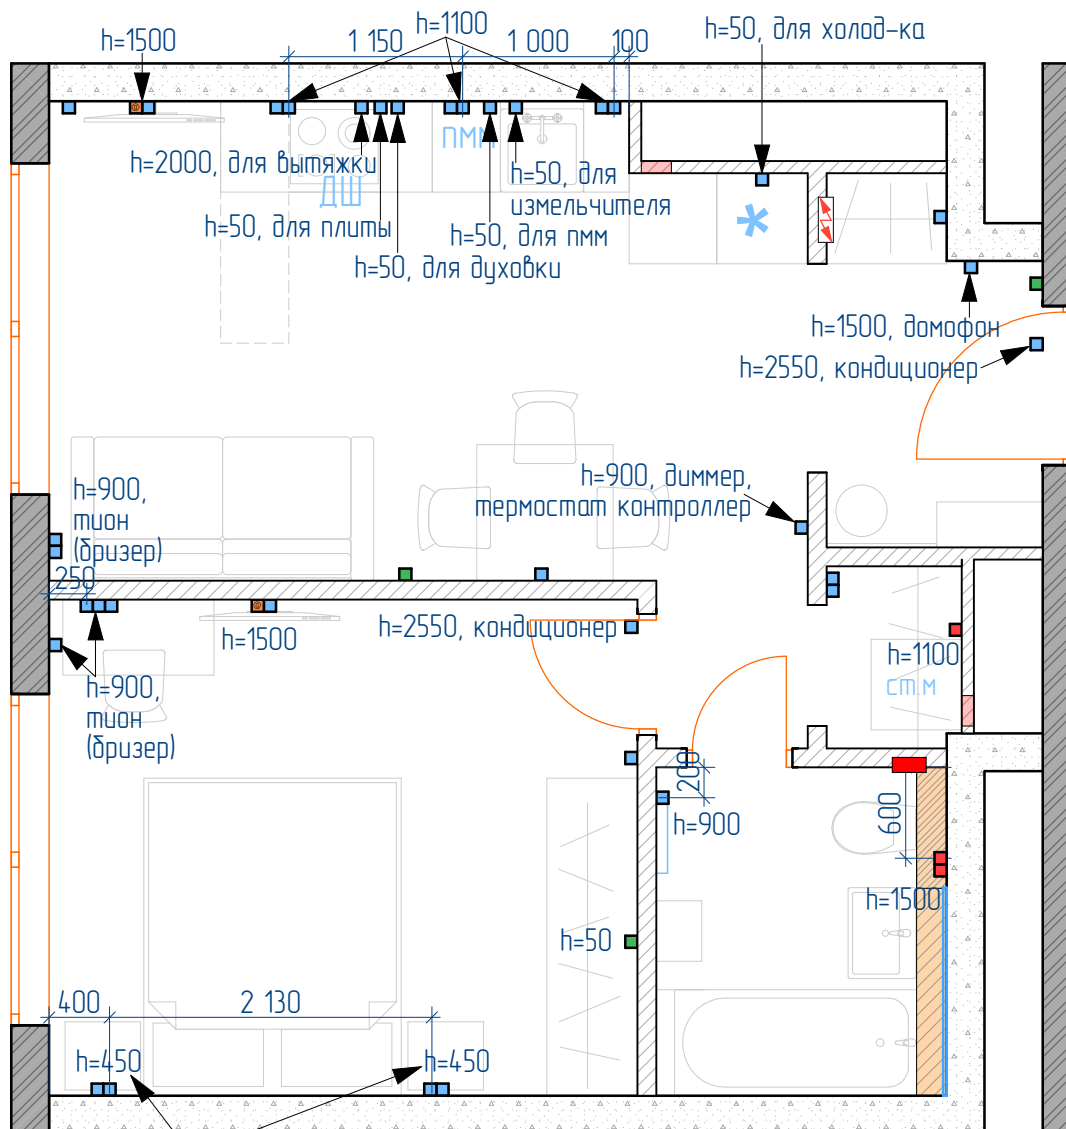 h=1500
h=1100
1 150
1 000
100
h=50, для холод-ка
ПММ
h=2000, для вытяжки
ДШ
h=50, для
измельчителя
h=50, для плиты
h=50, для пмм
h=50, для духовки
*
h=1500, домофон
h=2550, кондиционер
h=900,
тион
(бризер)
h=900, диммер,
термостат контроллер
250
h=1500
h=2550, кондиционер
h=1100
ст.м
h=900,
тион
(бризер)
200
h=900
600
h=1500
h=50
400
2 130
h=450
h=450